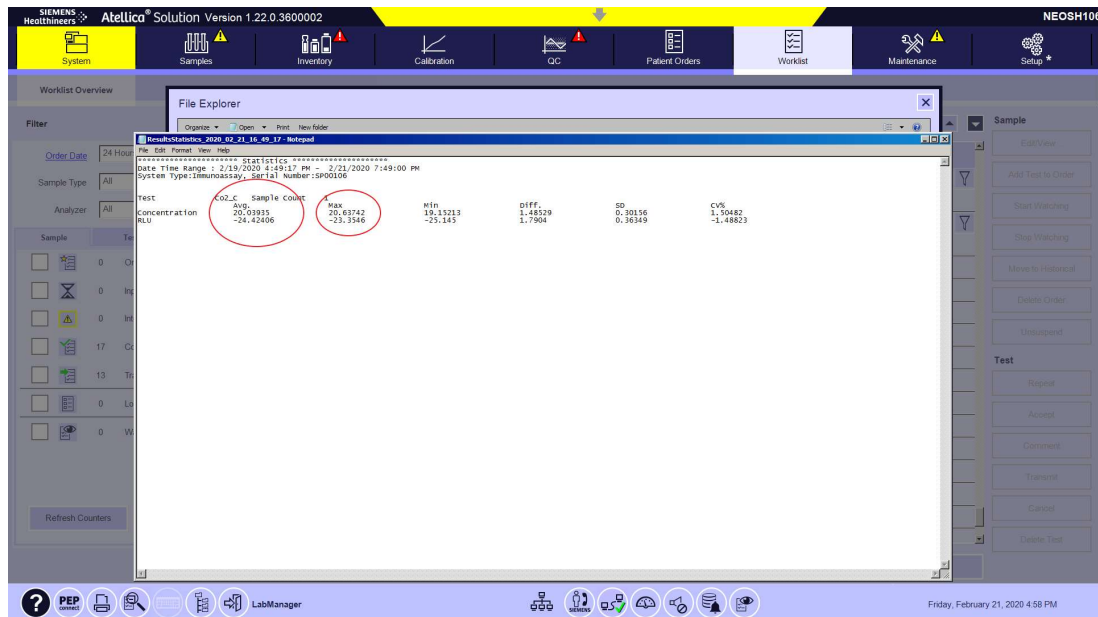 SIEMENS
Healthineers
Atellica® Solution Version 1.22.0.3600002
NEOSH106
System
Samples
Inventory
Calibration
QC
Patient Orders
Worklist
Maintenance
Setup *
Worklist Overview
File Explorer
Filter
Organize Open Print New folder
Sample
ResultsStatistics_2020_02_21_16_49_17 - Notepad
File Edit Format View Help
Edit/View
Order Date 24 Hour
********************** Statistics **********************
Date Time Range : 2/19/2020 4:49:17 PM - 2/21/2020 7:49:00 PM
System Type:Immunoassay, Serial Number:SP00106
Sample Type All
Add Test to Order
Test Co2_C Sample Count 1
Avg. Max Min Diff. SD CV%
Concentration 20.03935 20.63742 19.15213 1.48529 0.30156 1.50482
RLU -24.42406 -23.3546 -25.145 1.7904 0.36349 -1.48823
Analyzer All
Start Watching
Sample
Stop Watching
0
Move to Historical
0
Delete Order
0
17
Test
13
Repeat
0
Accept
0
Comment
Transmit
Refresh Counters
Cancel
Delete Test
?
PEP
connect
LabManager
SIEMENS
Friday, February 21, 2020 4:58 PM